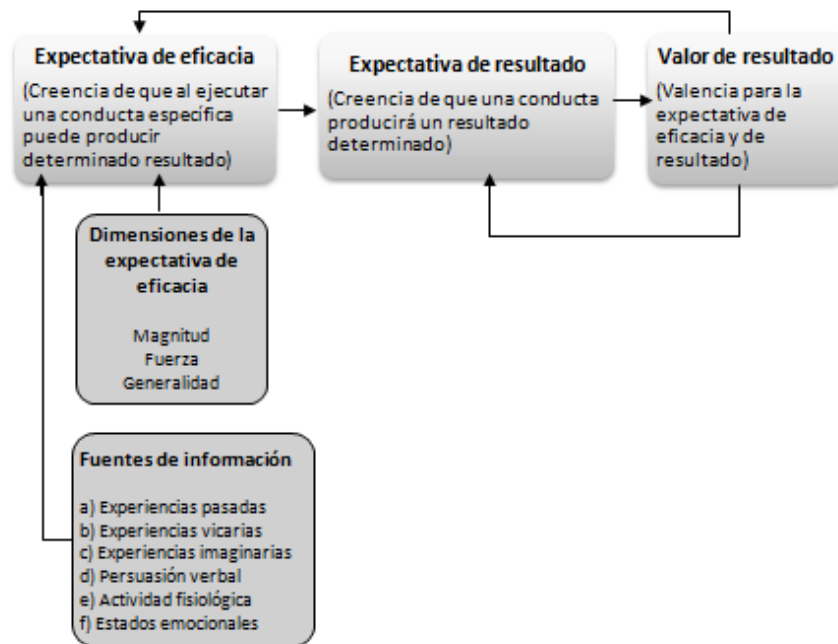 Expectativa de eficacia
(Creencia de que al ejecutar
una conducta específica
puede producir
determinado resultado)
Expectativa de resultado
(Creencia de que una conducta
producirá un resultado
determinado)
Valor de resultado
(Valencia para la
expectativa de
eficacia y de
resultado)
Dimensiones de la
expectativa de
eficacia
Magnitud
Fuerza
Generalidad
Fuentes de información
a) Experiencias pasadas
b) Experiencias vicarias
c) Experiencias imaginarias
d) Persuasión verbal
e) Actividad fisiológica
f) Estados emocionales